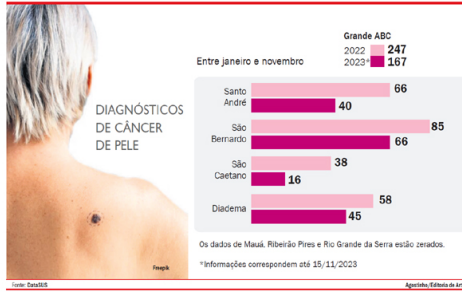 Grande ABC
2022 247
2023* 167
Entre janeiro e novembro
DIAGNÓSTICOS
DE CÂNCER
DE PELE
Santo
André
66
40
São
Bernardo
85
66
São
Caetano
38
16
Diadema
58
45
Os dados de Mauá, Ribeirão Pires e Rio Grande da Serra estão zerados.
*Informações correspondem até 15/11/2023
Freepik
Fonte: DataSUS
Agostinho/Editoria de Art